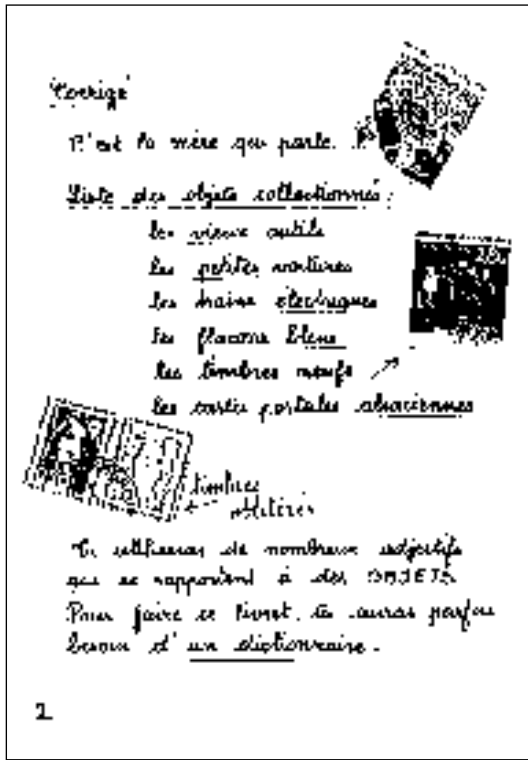 Corrigé
C'est la mère qui parle.
Liste des objets collectionnés :
les vieux outils
les petites voitures
les trains électriques
les flacons bleus
les timbres neufs
les cartes postales alsaciennes
timbres
oblitérés
Tu utiliseras de nombreux adjectifs
qui se rapportent à des OBJETS
Pour faire ce livret, tu auras parfois
besoin d'un dictionnaire.
2